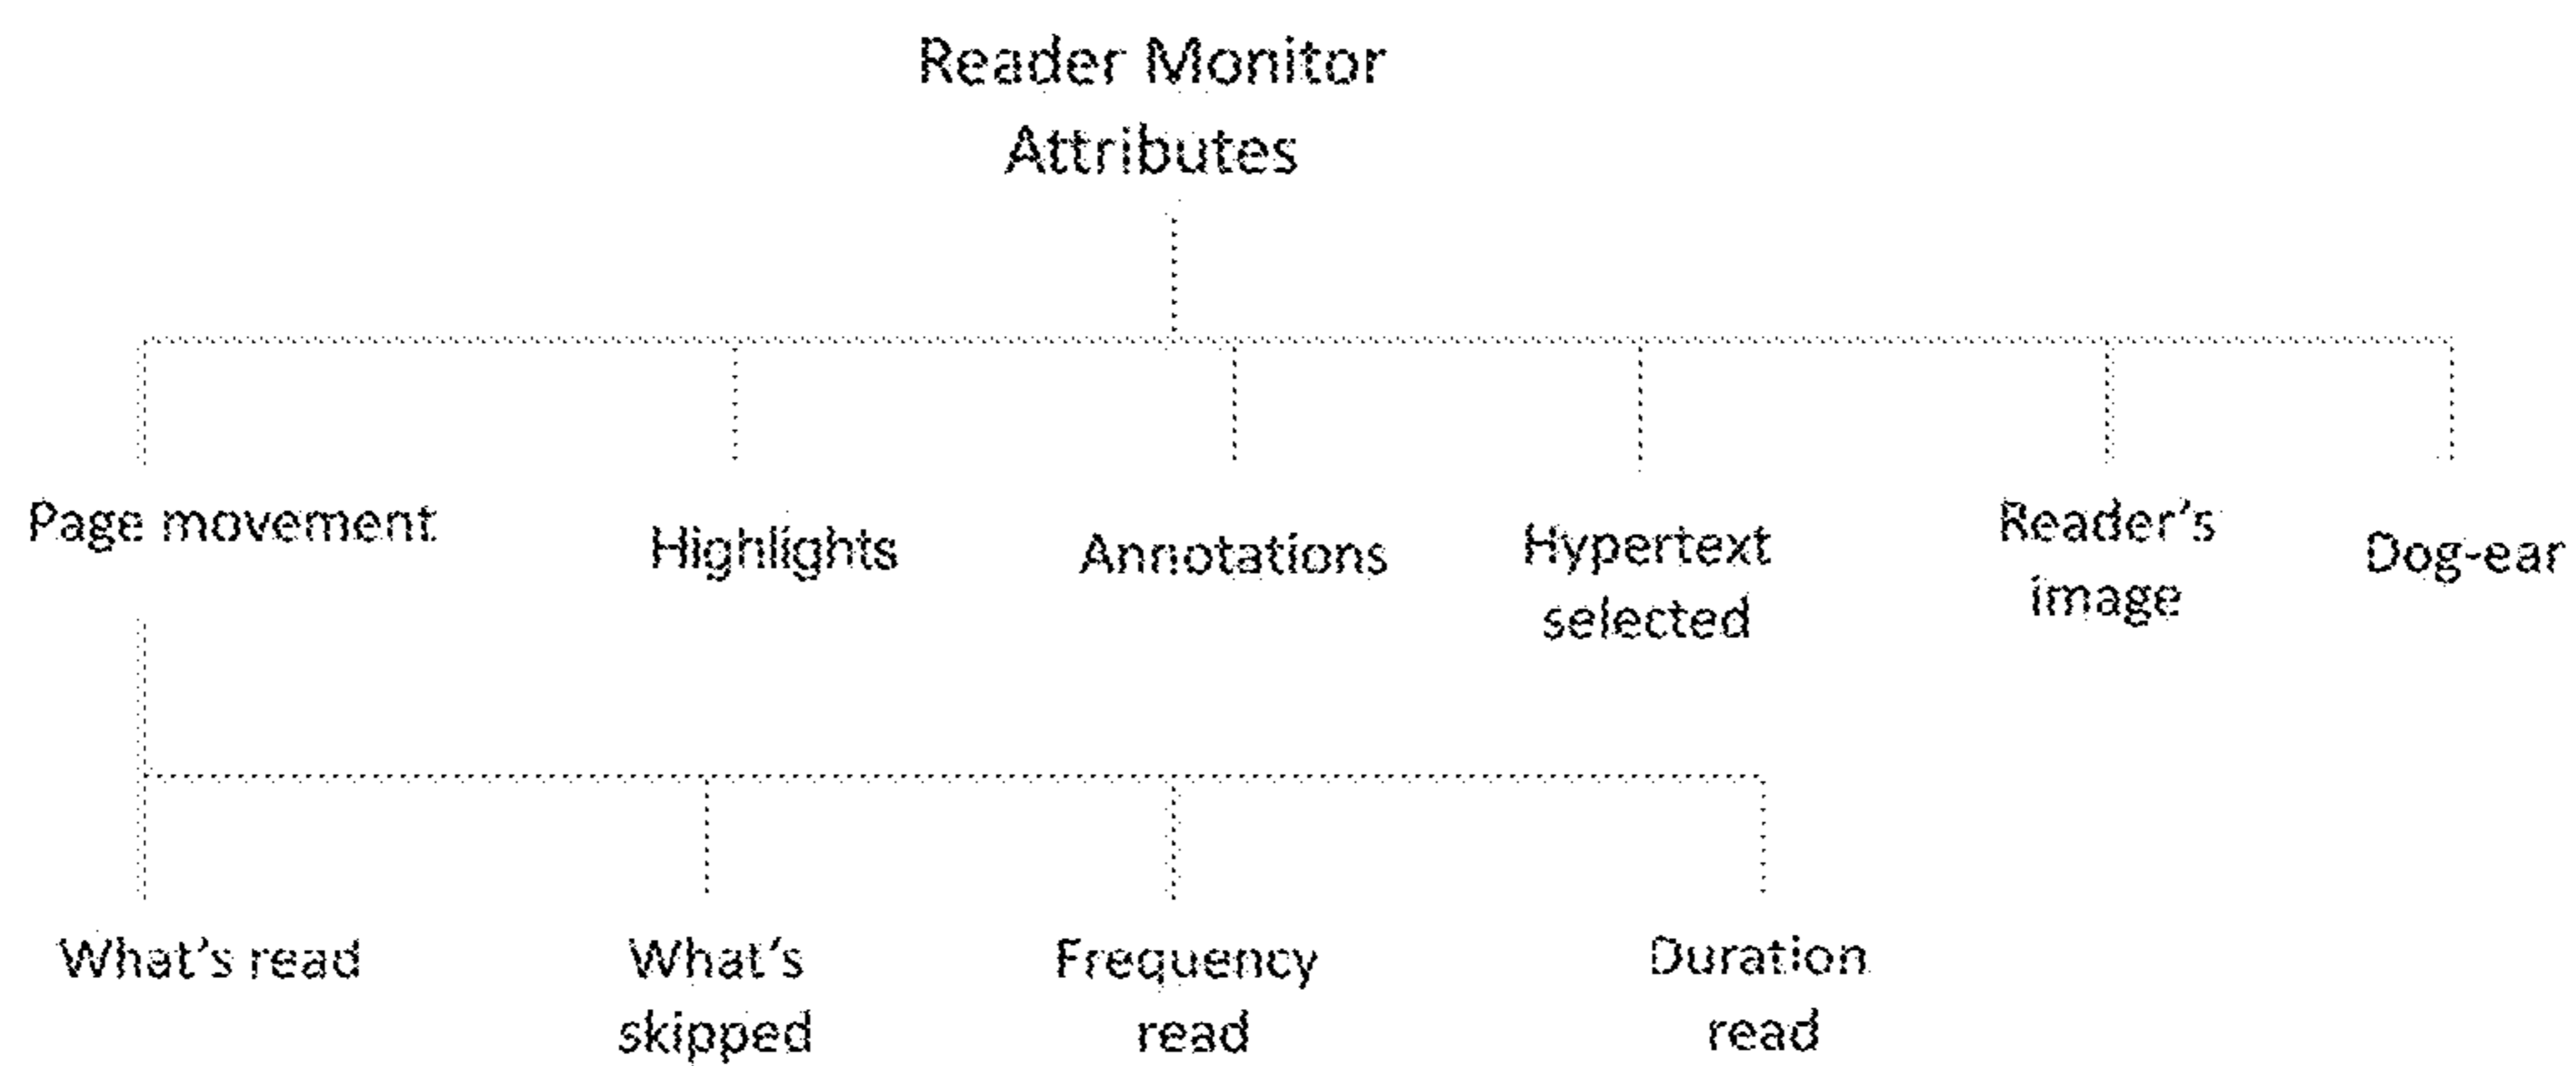 Reader Monitor
Attributes
Page movement
Highlights
Annotations
Hypertext
selected
Reader's
image
Dog-ear
What's read
What's
skipped
Frequency
read
Duration
read